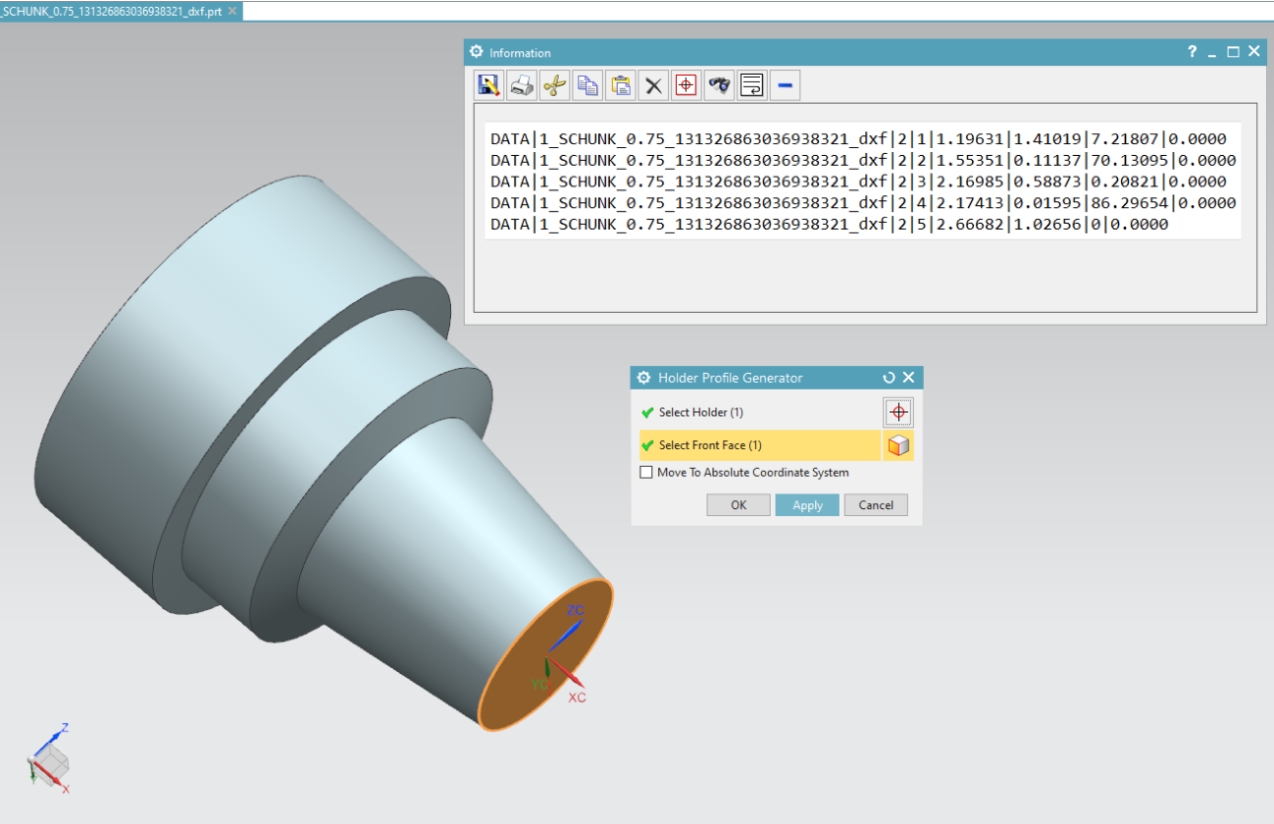 _SCHUNK_0.75_131326863036938321_dxf.prt
Information
DATA|1_SCHUNK_0.75_131326863036938321_dxf|2|1|1.19631|1.41019|7.21807|0.0000
DATA|1_SCHUNK_0.75_131326863036938321_dxf|2|2|1.55351|0.11137|70.13095|0.0000
DATA|1_SCHUNK_0.75_131326863036938321_dxf|2|3|2.16985|0.58873|0.20821|0.0000
DATA|1_SCHUNK_0.75_131326863036938321_dxf|2|4|2.17413|0.01595|86.29654|0.0000
DATA|1_SCHUNK_0.75_131326863036938321_dxf|2|5|2.66682|1.02656|0|0.0000
Holder Profile Generator
Select Holder (1)
Select Front Face (1)
Move To Absolute Coordinate System
OK Apply Cancel
ZC
YC
XC
Z
Y
X